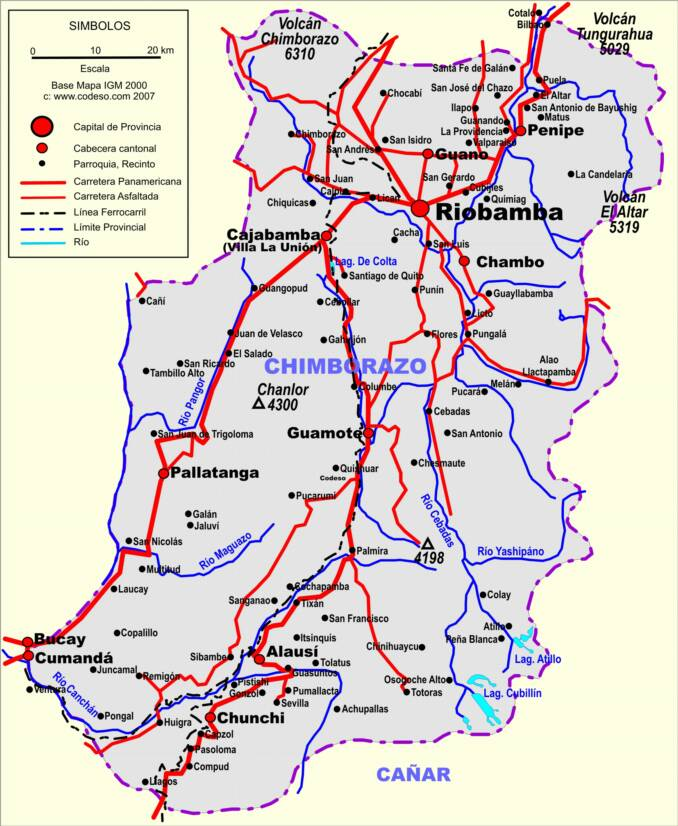 SIMBOLOS
0 10 20 km
Escala
Base Mapa IGM 2000
c: www.codeso.com 2007
Capital de Provincia
Cabecera cantonal
Parroquia, Recinto
Carretera Panamericana
Carretera Asfaltada
Línea Ferrocarril
Límite Provincial
Río
Volcán
Chimborazo
6310
Cotaló
Bilbao
Volcán
Tungurahua
5029
Santa Fe de Galán
Puela
San José del Chazo
El Altar
Chocabí
Ilapo
San Antonio de Bayushig
Matus
Guanando
La Providencia
Penipe
Chimborazo
San Isidro
Valparaiso
San Andres
Guano
San Juan
San Gerardo
La Candelaria
Calpi
Cubijies
Lican
Quimiag
Volcán
El Altar
5319
Chiquicas
Riobamba
Cajabamba
(Villa La Unión)
Cacha
San Luis
Lag. De Colta
Chambo
Santiago de Quito
Guangopud
Punín
Guayllabamba
Cañí
Licto
Juan de Velasco
Flores
Pungalá
Gahuijón
El Salado
San Ricardo
Tambillo Alto
CHIMBORAZO
Alao
Llactapamba
Río Pangor
Chanlor
4300
Columbe
Melán
Pucará
Cebadas
Guamote
San Antonio
San Juan de Trigoloma
Pallatanga
Quishuar
Codeso
Chesmaute
Pucarumi
Río Cebadas
Galán
Jaluví
San Nicolás
Río Maguazo
Palmira
4198
Río Yashipáno
Multitud
Laucay
Cochapamba
Colay
Sanganao
Tixán
San Francisco
Copalillo
Atillo
Bucay
Itsinquis
Peña Blanca
Cumandá
Alausí
Chinihuaycu
Sibambe
Lag. Atillo
Tolatus
Juncamal
Remigón
Guasuntos
Osogoche Alto
Ventura
Río Canchán
Pistishi
Gonzol
Pumallacta
Totoras
Lag. Cubillín
Sevilla
Achupallas
Pongal
Huigra
Chunchi
Capzol
Pasoloma
Compud
CAÑAR
Llagos